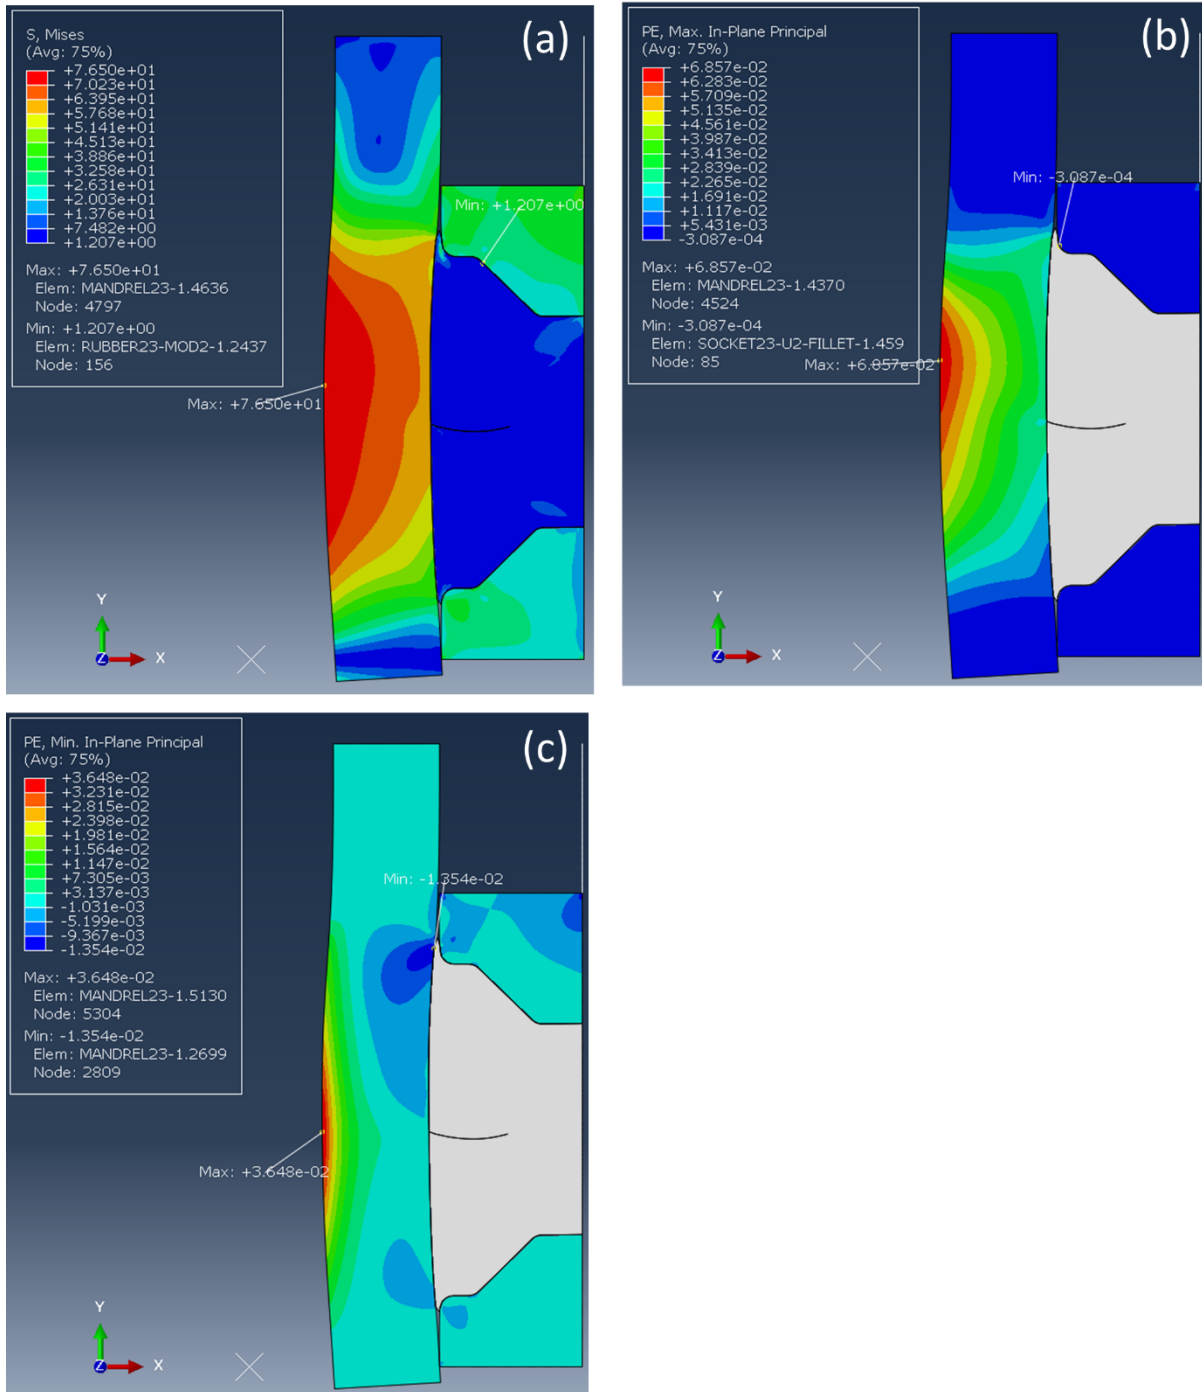 (a)
S, Mises
(Avg: 75%)
+7.650e+01
+7.023e+01
+6.395e+01
+5.768e+01
+5.141e+01
+4.513e+01
+3.886e+01
+3.258e+01
+2.631e+01
+2.003e+01
+1.376e+01
+7.482e+00
+1.207e+00
Max: +7.650e+01
Elem: MANDREL23-1.4636
Node: 4797
Min: +1.207e+00
Elem: RUBBER23-MOD2-1.2437
Node: 156
Min: +1.207e+00
Max: +7.650e+01
Y
Z
X
(b)
PE, Max. In-Plane Principal
(Avg: 75%)
+6.857e-02
+6.283e-02
+5.709e-02
+5.135e-02
+4.561e-02
+3.987e-02
+3.413e-02
+2.839e-02
+2.265e-02
+1.691e-02
+1.117e-02
+5.431e-03
-3.087e-04
Max: +6.857e-02
Elem: MANDREL23-1.4370
Node: 4524
Min: -3.087e-04
Elem: SOCKET23-U2-FILLET-1.459
Node: 85
Min: -3.087e-04
Max: +6.857e-02
Y
Z
X
(c)
PE, Min. In-Plane Principal
(Avg: 75%)
+3.648e-02
+3.231e-02
+2.815e-02
+2.398e-02
+1.981e-02
+1.564e-02
+1.147e-02
+7.305e-03
+3.137e-03
-1.031e-03
-5.199e-03
-9.367e-03
-1.354e-02
Max: +3.648e-02
Elem: MANDREL23-1.5130
Node: 5304
Min: -1.354e-02
Elem: MANDREL23-1.2699
Node: 2809
Min: -1.354e-02
Max: +3.648e-02
Y
Z
X